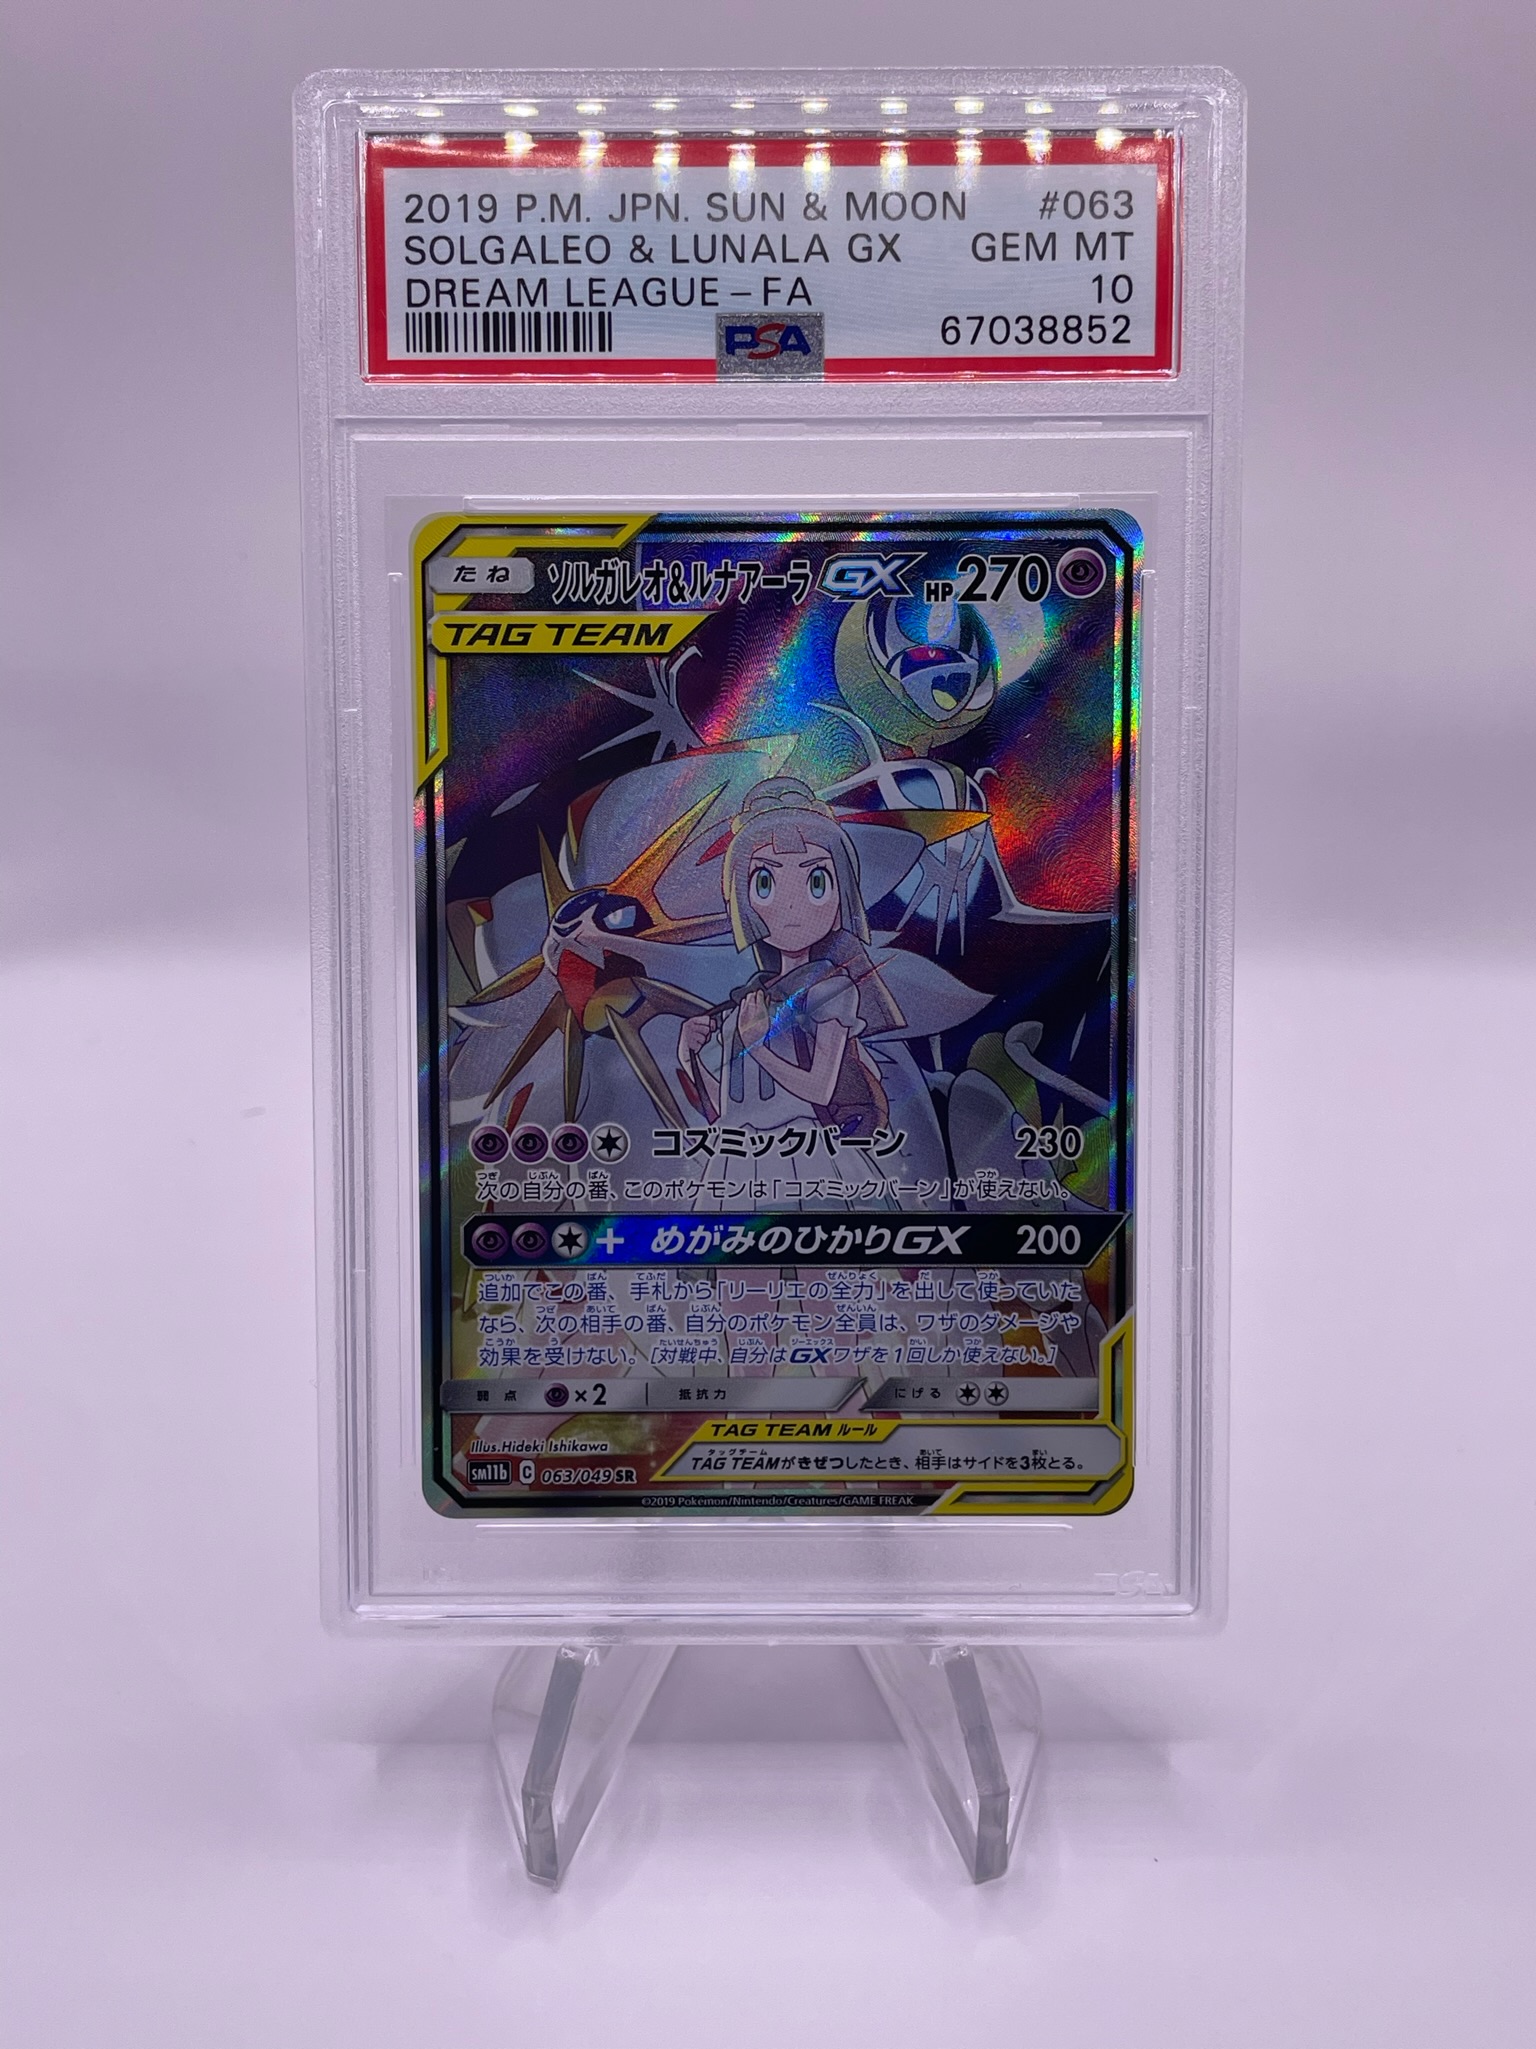 2019 P.M. JPN. SUN & MOON #063
SOLGALEO & LUNALA GX GEM MT
DREAM LEAGUE-FA 10
PSA 67038852
たね ソルガレオ&ルナアーラGX HP270
TAG TEAM
コズミックバーン 230
次の自分の番、このポケモンは「コズミックバーン」が使えない。
+ めがみのひかりGX 200
追加でこの番、手札から「リーリエの全力」を出して使っていた
なら、次の相手の番、自分のポケモン全員は、ワザのダメージや
効果を受けない。[対戦中、自分はGXワザを1回しか使えない。]
弱点 ×2 抵抗力 にげる
TAG TEAM ルール
Illus.Hideki Ishikawa
TAG TEAMがきぜつしたとき、相手はサイドを3枚とる。
sm11b C 063/049 SR
©2019 Pokémon/Nintendo/Creatures/GAME FREAK